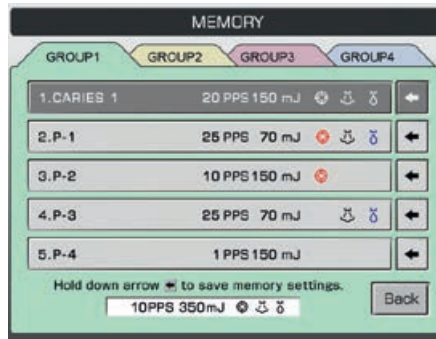 MEMORY
GROUP1 GROUP2 GROUP3 GROUP4
1.CARIES 1 20 PPS 150 mJ
2.P-1 25 PPS 70 mJ
3.P-2 10 PPS 150 mJ
4.P-3 25 PPS 70 mJ
5.P-4 1 PPS 150 mJ
Hold down arrow to save memory settings.
10PPS 350mJ
Back